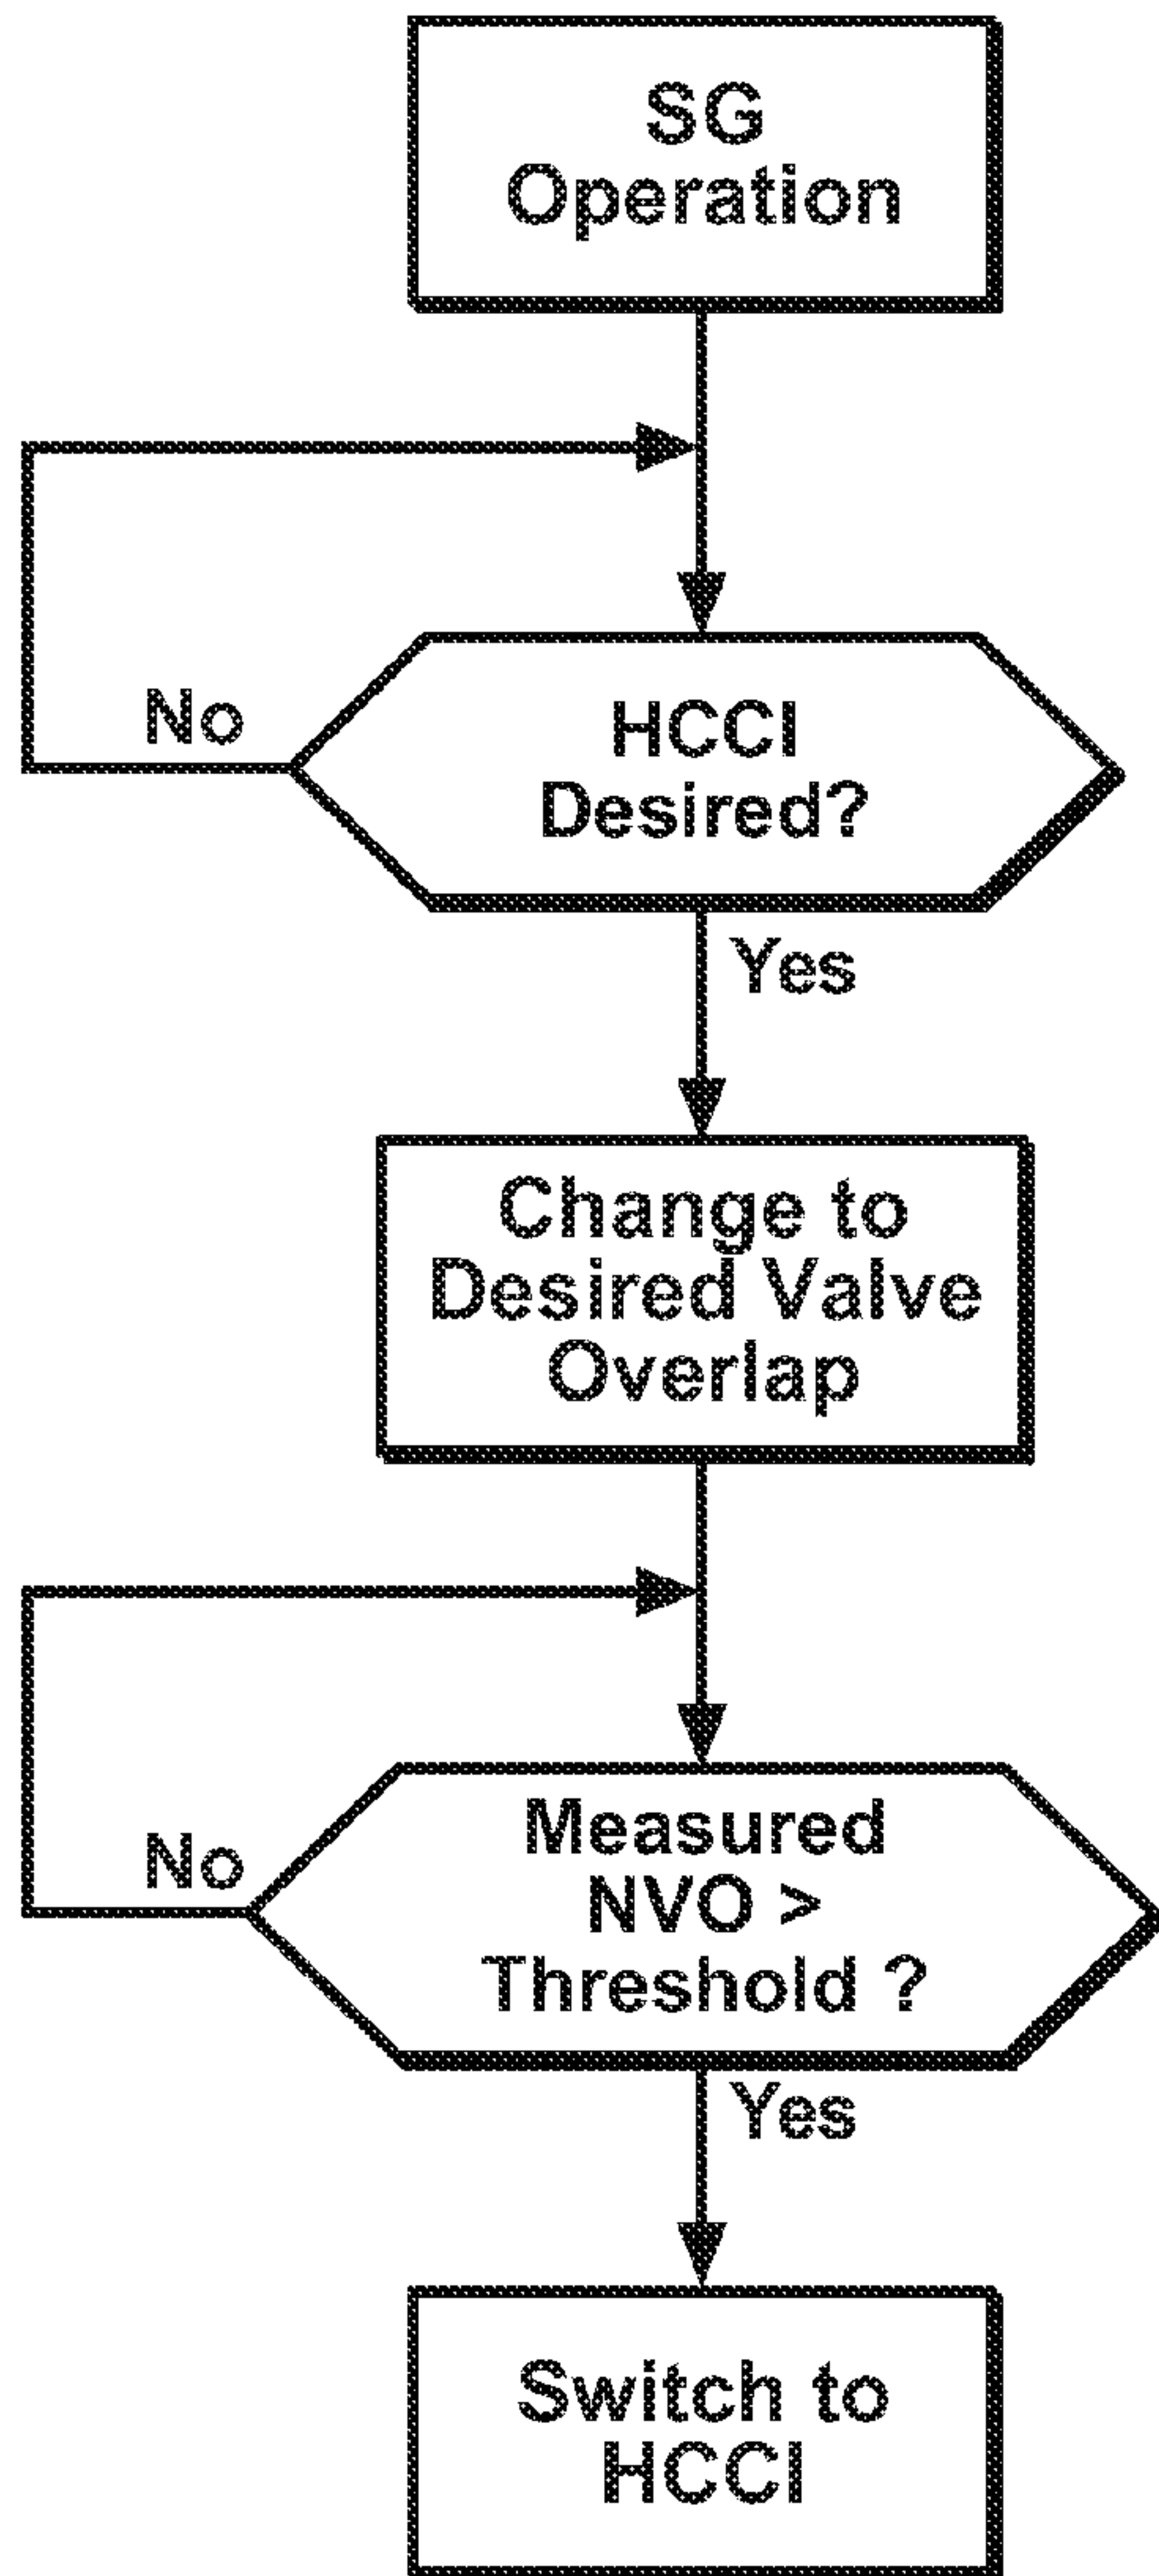 SG
Operation
No
HCCI
Desired?
Yes
Change to
Desired Valve
Overlap
No
Measured
NVO >
Threshold ?
Yes
Switch to
HCCI